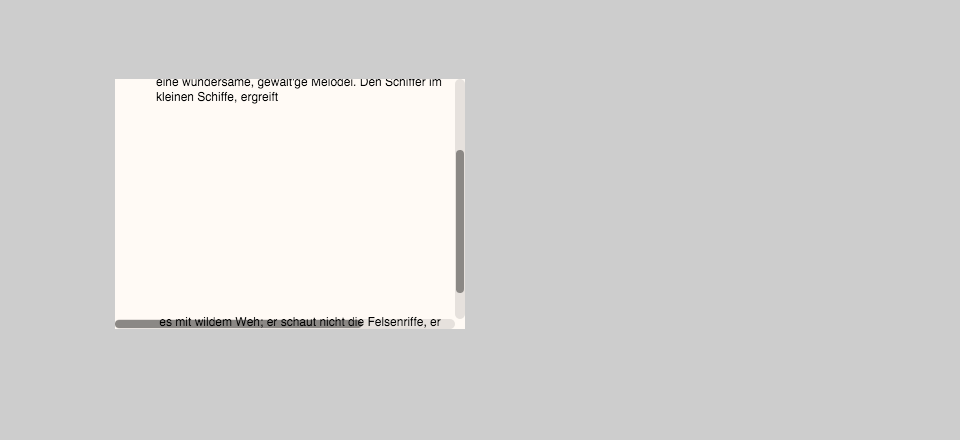 eine wundersame, gewalt'ge Melodei. Den Schiffer im
kleinen Schiffe, ergreift
es mit wildem Weh; er schaut nicht die Felsenriffe, er